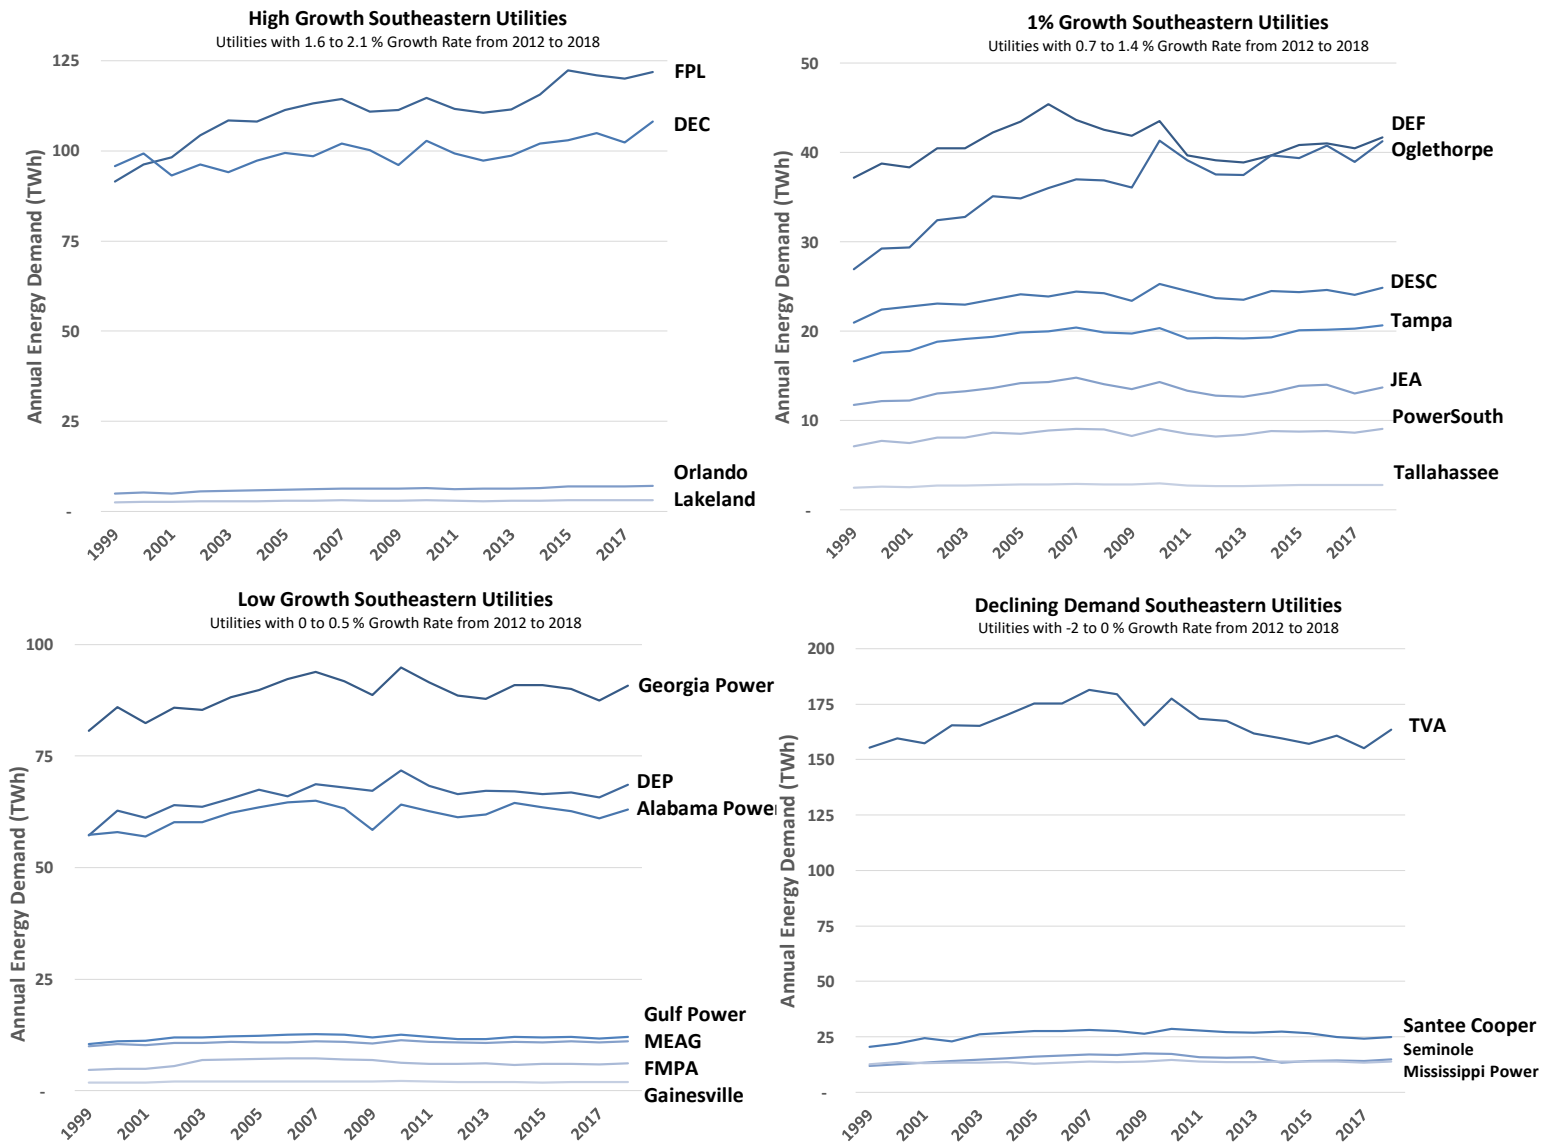 High Growth Southeastern Utilities
Utilities with 1.6 to 2.1 % Growth Rate from 2012 to 2018
Annual Energy Demand (TWh)
125
100
75
50
25
-
FPL
DEC
Orlando
Lakeland
1999
2001
2003
2005
2007
2009
2011
2013
2015
2017
1% Growth Southeastern Utilities
Utilities with 0.7 to 1.4 % Growth Rate from 2012 to 2018
Annual Energy Demand (TWh)
50
40
30
20
10
-
DEF
Oglethorpe
DESC
Tampa
JEA
PowerSouth
Tallahassee
1999
2001
2003
2005
2007
2009
2011
2013
2015
2017
Low Growth Southeastern Utilities
Utilities with 0 to 0.5 % Growth Rate from 2012 to 2018
Annual Energy Demand (TWh)
100
75
50
25
-
Georgia Power
DEP
Alabama Power
Gulf Power
MEAG
FMPA
Gainesville
1999
2001
2003
2005
2007
2009
2011
2013
2015
2017
Declining Demand Southeastern Utilities
Utilities with -2 to 0 % Growth Rate from 2012 to 2018
Annual Energy Demand (TWh)
200
175
150
125
100
75
50
25
-
TVA
Santee Cooper
Seminole
Mississippi Power
1999
2001
2003
2005
2007
2009
2011
2013
2015
2017